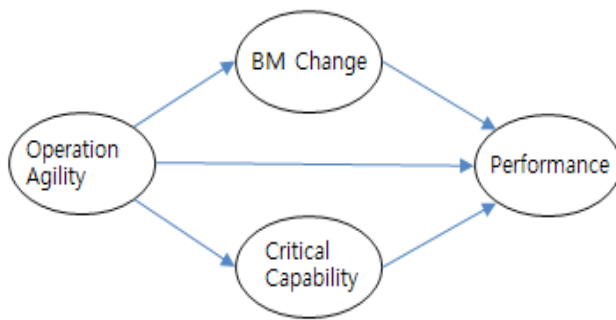 BM Change
Operation
Agility
Performance
Critical
Capability